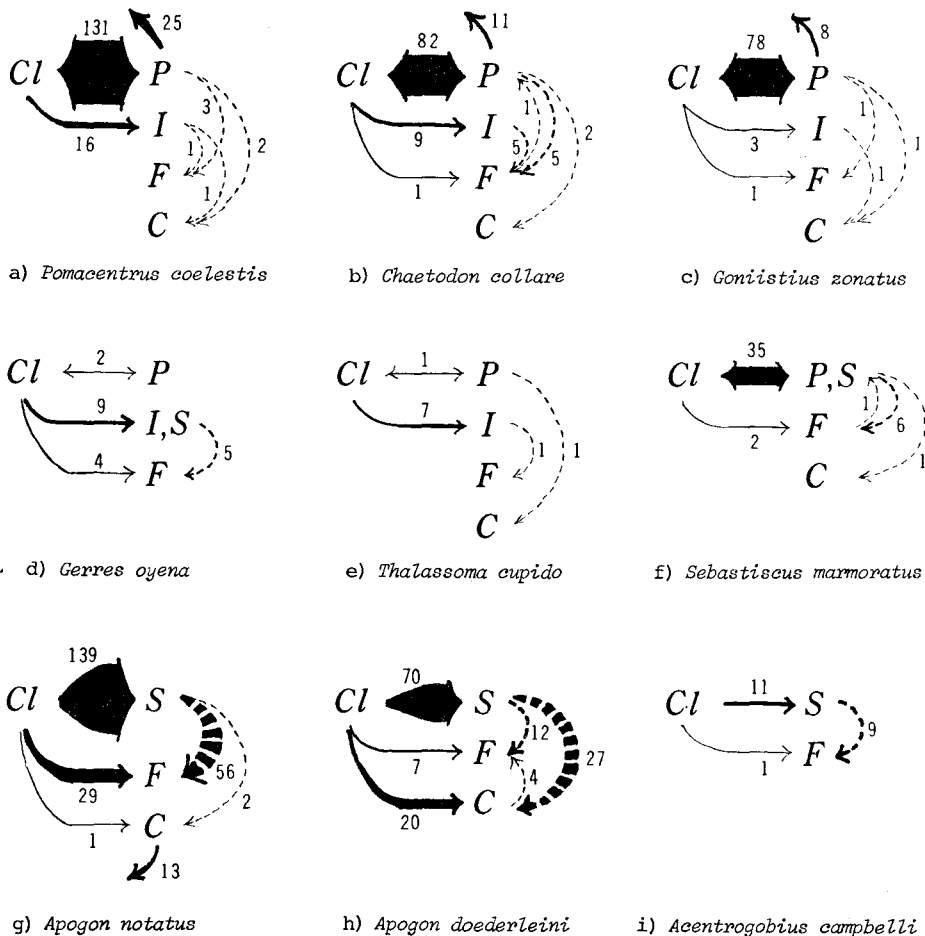 131 25
Cl P
3
I
16 1 2
F
1
C
a) Pomacentrus coelestis
82 11
Cl P
1 2
I
9 5 5
F
1
C
b) Chaetodon collare
78 8
Cl P
1
I
3 1
F
1 1
C
c) Goniistius zonatus
2
Cl P
9
I,S
4 5
F
d) Gerres oyena
1
Cl P
7
I
1 1
F
C
e) Thalassoma cupido
35
Cl P,S
1 6
F
2 1
C
f) Sebastiscus marmoratus
139
Cl S
F 56
29 2
C
1
13
g) Apogon notatus
70
Cl S
12
F 27
7 4
C
20
h) Apogon doederleini
11
Cl S
9
F
1
i) Acentrogobius campbelli